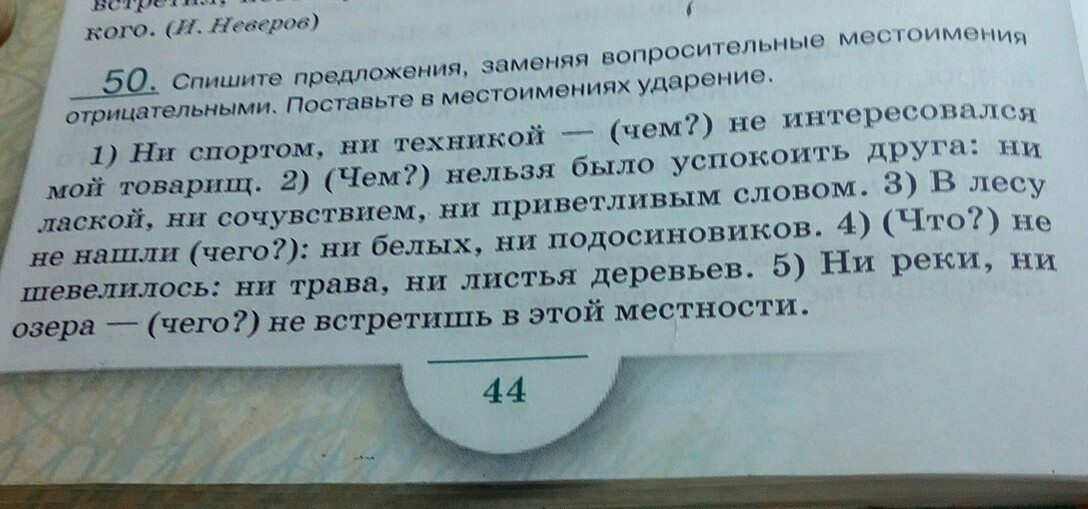 кого. (И. Неверов)
50. Спишите предложения, заменяя вопросительные местоимения
отрицательными. Поставьте в местоимениях ударение.
1) Ни спортом, ни техникой — (чем?) не интересовался
мой товарищ. 2) (Чем?) нельзя было успокоить друга: ни
лаской, ни сочувствием, ни приветливым словом. 3) В лесу
не нашли (чего?): ни белых, ни подосиновиков. 4) (Что?) не
шевелилось: ни трава, ни листья деревьев. 5) Ни реки, ни
озера — (чего?) не встретишь в этой местности.
44